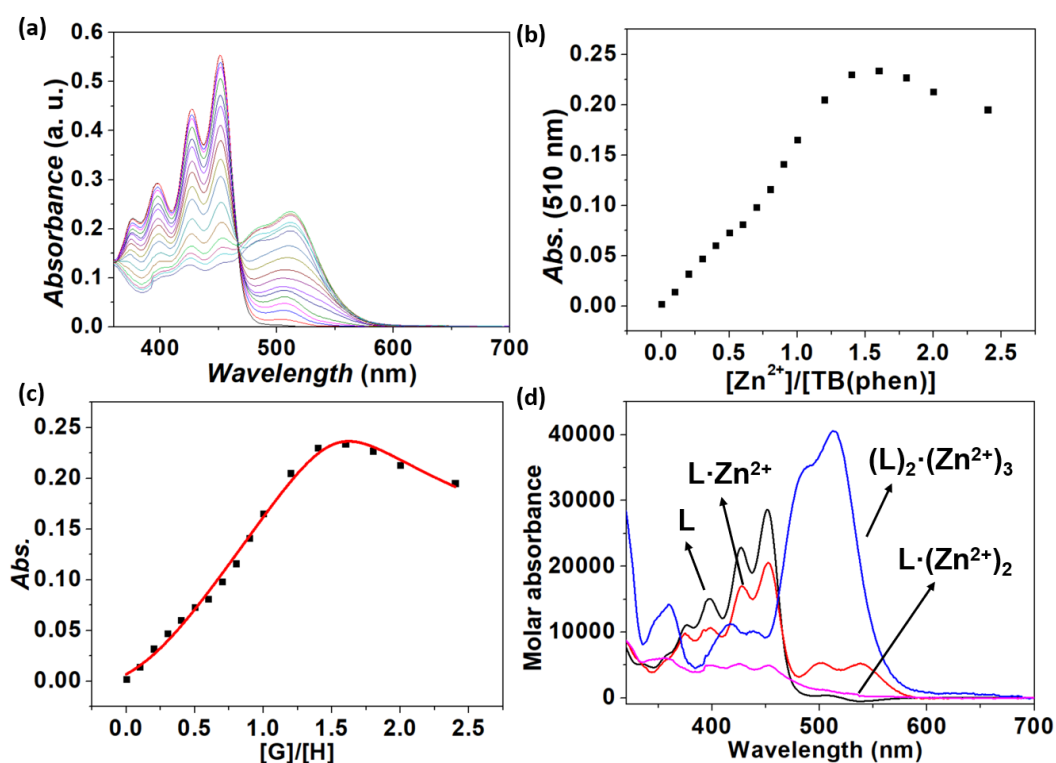 (a)
0.6
0.5
0.4
0.3
0.2
0.1
0.0
Absorbance (a. u.)
400
500
600
700
Wavelength (nm)
(b)
0.25
0.20
0.15
0.10
0.05
0.00
Abs. (510 nm)
0.0
0.5
1.0
1.5
2.0
2.5
[Zn²⁺]/[TB(phen)]
(c)
0.25
0.20
0.15
0.10
0.05
0.00
Abs.
0.0
0.5
1.0
1.5
2.0
2.5
[G]/[H]
(d)
40000
30000
20000
10000
0
Molar absorbance
L
L·Zn²⁺
(L)₂·(Zn²⁺)₃
L·(Zn²⁺)₂
400
500
600
700
Wavelength (nm)